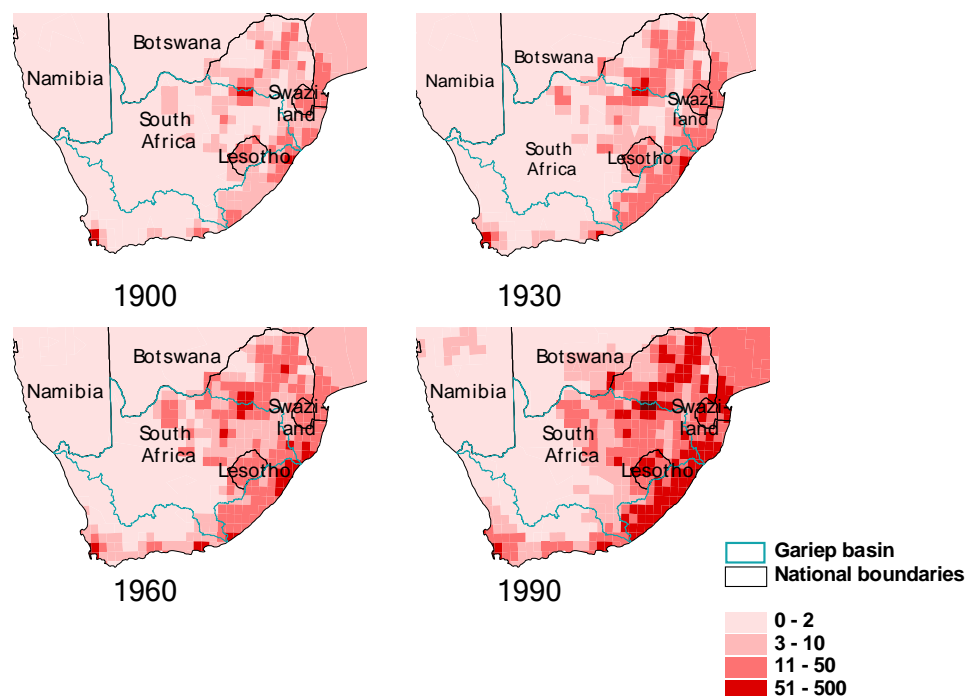 Botswana
Namibia
South
Africa
Swazi
land
Lesotho
1900
Botswana
Namibia
South
Africa
Swazi
land
Lesotho
1930
Botswana
Namibia
South
Africa
Swazi
land
Lesotho
1960
Botswana
Namibia
South
Africa
Swazi
land
Lesotho
1990
Gariep basin
National boundaries
0 - 2
3 - 10
11 - 50
51 - 500